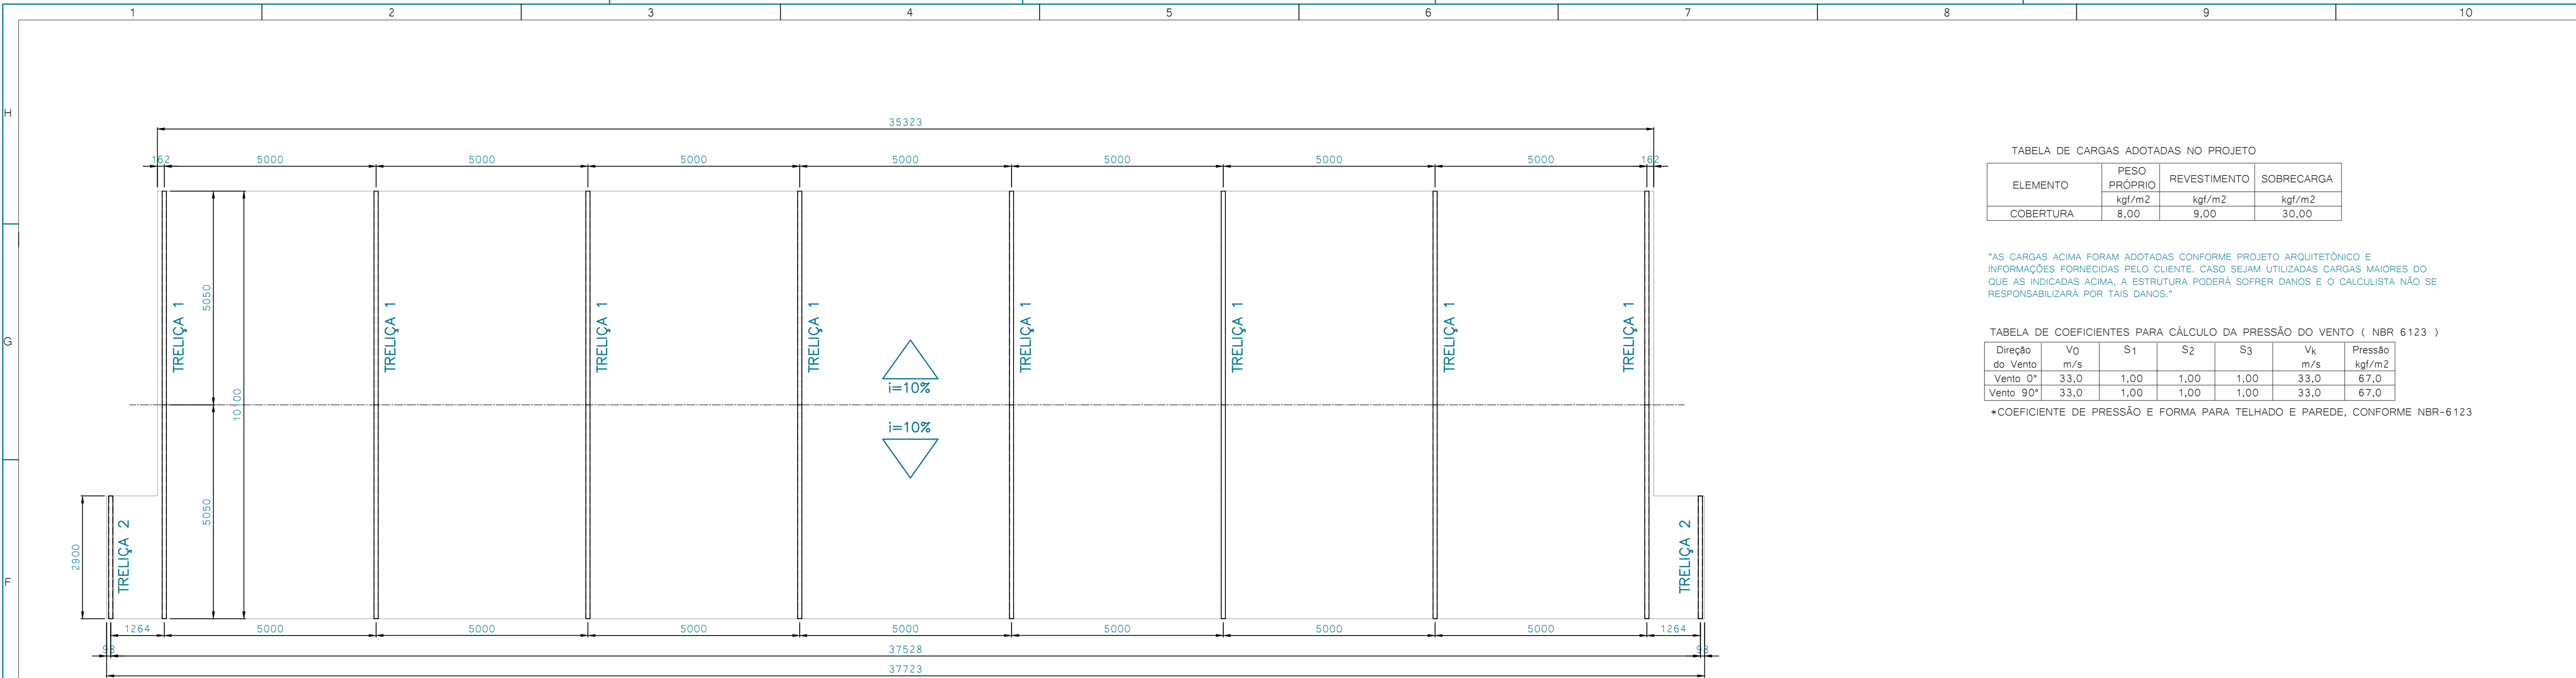 1 2 3 4 5 6 7 8 9 10
H
G
F
35323
162 5000 5000 5000 5000 5000 5000 5000 162
TRELIÇA 1
TRELIÇA 1
TRELIÇA 1
TRELIÇA 1
TRELIÇA 1
TRELIÇA 1
TRELIÇA 1
TRELIÇA 1
5050
10100
5050
i=10%
i=10%
2900
TRELIÇA 2
TRELIÇA 2
1264 5000 5000 5000 5000 5000 5000 5000 1264
98 37528 98
37723
TABELA DE CARGAS ADOTADAS NO PROJETO
ELEMENTO PESO PRÓPRIO REVESTIMENTO SOBRECARGA
kgf/m2 kgf/m2 kgf/m2
COBERTURA 8,00 9,00 30,00
"AS CARGAS ACIMA FORAM ADOTADAS CONFORME PROJETO ARQUITETÔNICO E
INFORMAÇÕES FORNECIDAS PELO CLIENTE. CASO SEJAM UTILIZADAS CARGAS MAIORES DO
QUE AS INDICADAS ACIMA, A ESTRUTURA PODERÁ SOFRER DANOS E O CALCULISTA NÃO SE
RESPONSABILIZARÁ POR TAIS DANOS."
TABELA DE COEFICIENTES PARA CÁLCULO DA PRESSÃO DO VENTO ( NBR 6123 )
Direção V0 S1 S2 S3 Vk Pressão
do Vento m/s m/s kgf/m2
Vento 0° 33,0 1,00 1,00 1,00 33,0 67,0
Vento 90° 33,0 1,00 1,00 1,00 33,0 67,0
*COEFICIENTE DE PRESSÃO E FORMA PARA TELHADO E PAREDE, CONFORME NBR-6123